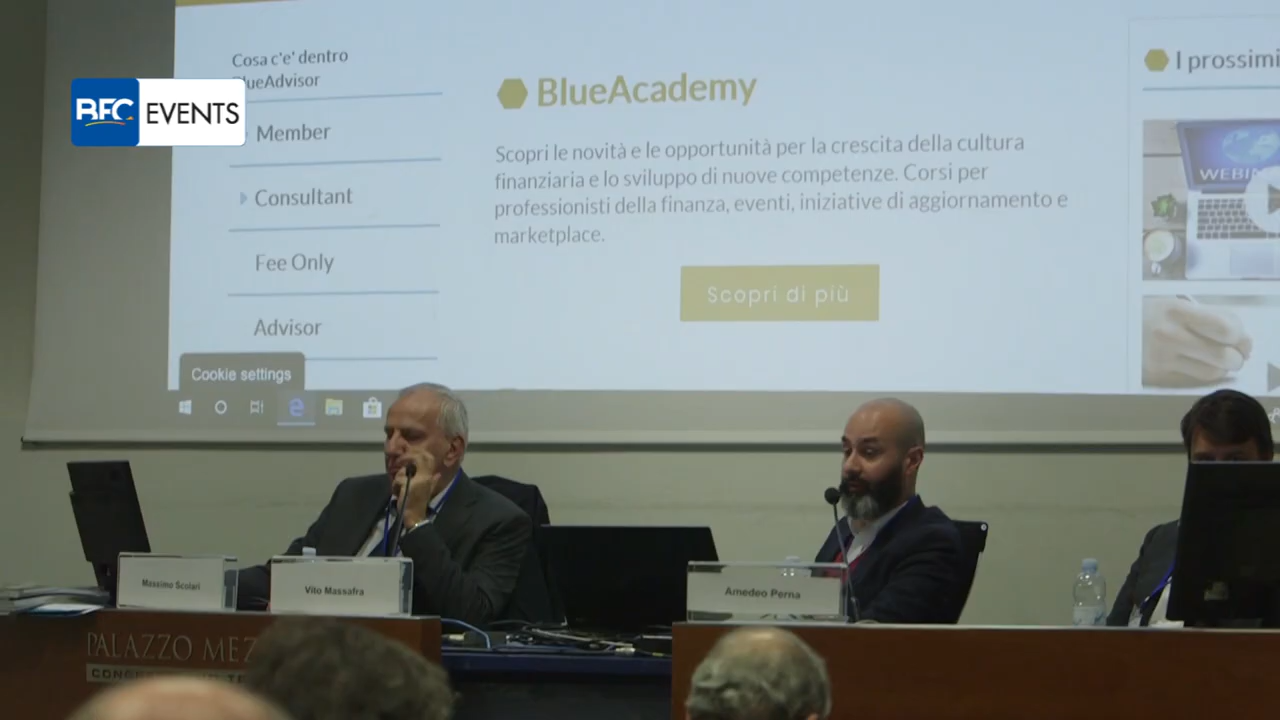 BFC EVENTS
Cosa c'e' dentro
BlueAdvisor
Member
Consultant
Fee Only
Advisor
Cookie settings
BlueAcademy
Scopri le novità e le opportunità per la crescita della cultura
finanziaria e lo sviluppo di nuove competenze. Corsi per
professionisti della finanza, eventi, iniziative di aggiornamento e
marketplace.
Scopri di più
I prossimi
Massimo Scolari
Vito Massafra
Amedeo Perna
PALAZZO MEZ